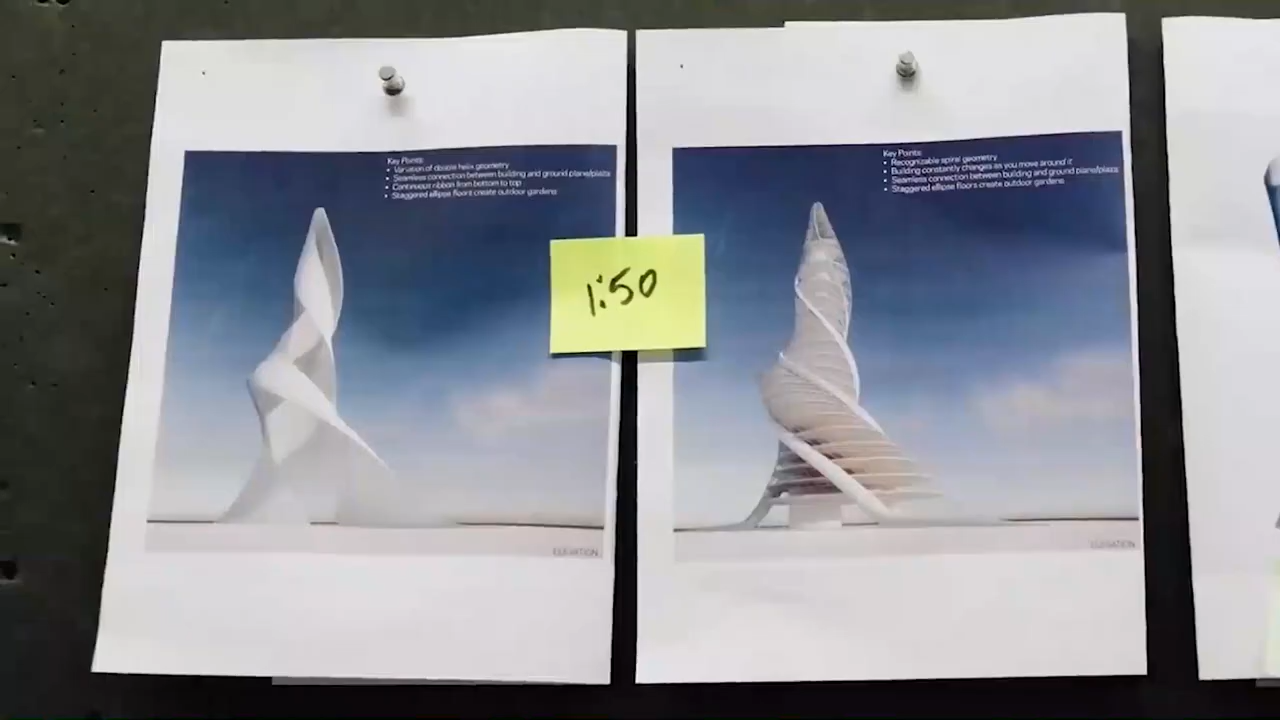 Key Points:
• Variation of double helix geometry
• Seamless connection between building and ground plane/plaza
• Continuous ribbon from bottom to top
• Staggered ellipse floors create outdoor gardens
ELEVATION
1:50
Key Points:
• Recognizable spiral geometry
• Building constantly changes as you move around it
• Seamless connection between building and ground plane/plaza
• Staggered ellipse floors create outdoor gardens
ELEVATION